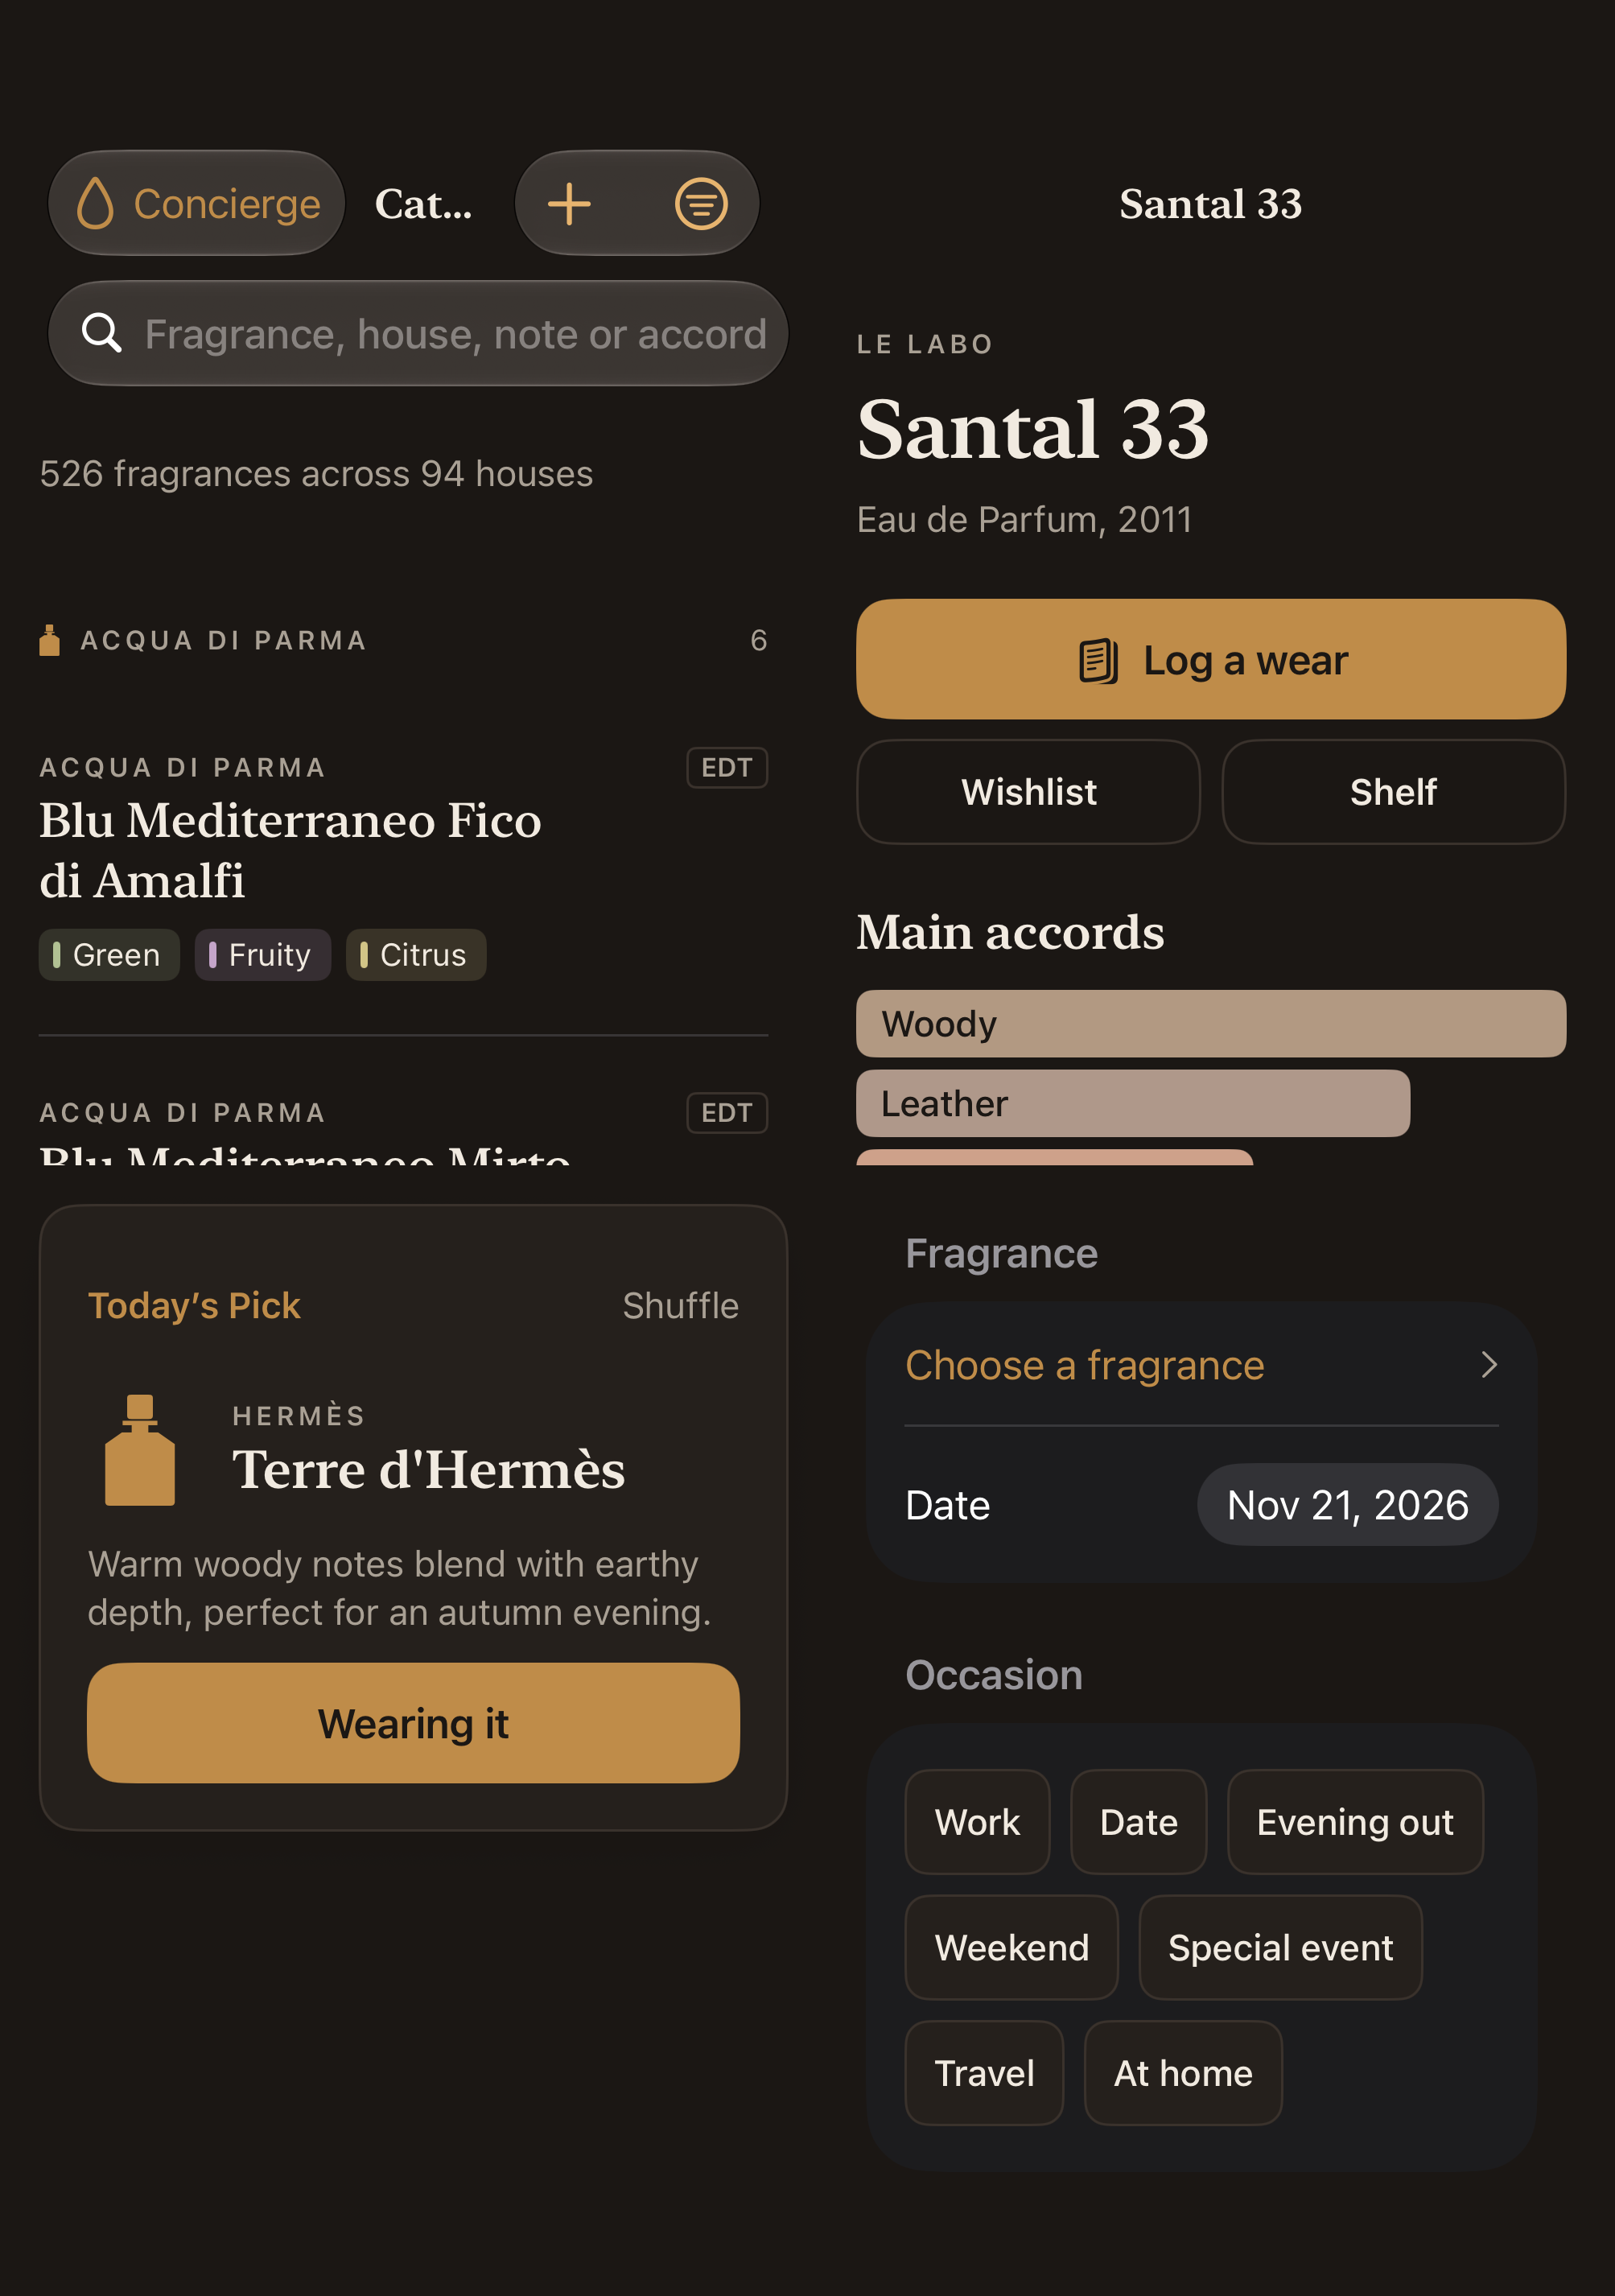 Concierge
Cat...
Fragrance, house, note or accord
526 fragrances across 94 houses
ACQUA DI PARMA
6
ACQUA DI PARMA
EDT
Blu Mediterraneo Fico
di Amalfi
Green
Fruity
Citrus
ACQUA DI PARMA
EDT
Blu Mediterraneo Mirto
Santal 33
LE LABO
Santal 33
Eau de Parfum, 2011
Log a wear
Wishlist
Shelf
Main accords
Woody
Leather
Today’s Pick
Shuffle
HERMÈS
Terre d'Hermès
Warm woody notes blend with earthy
depth, perfect for an autumn evening.
Wearing it
Fragrance
Choose a fragrance
Date
Nov 21, 2026
Occasion
Work
Date
Evening out
Weekend
Special event
Travel
At home